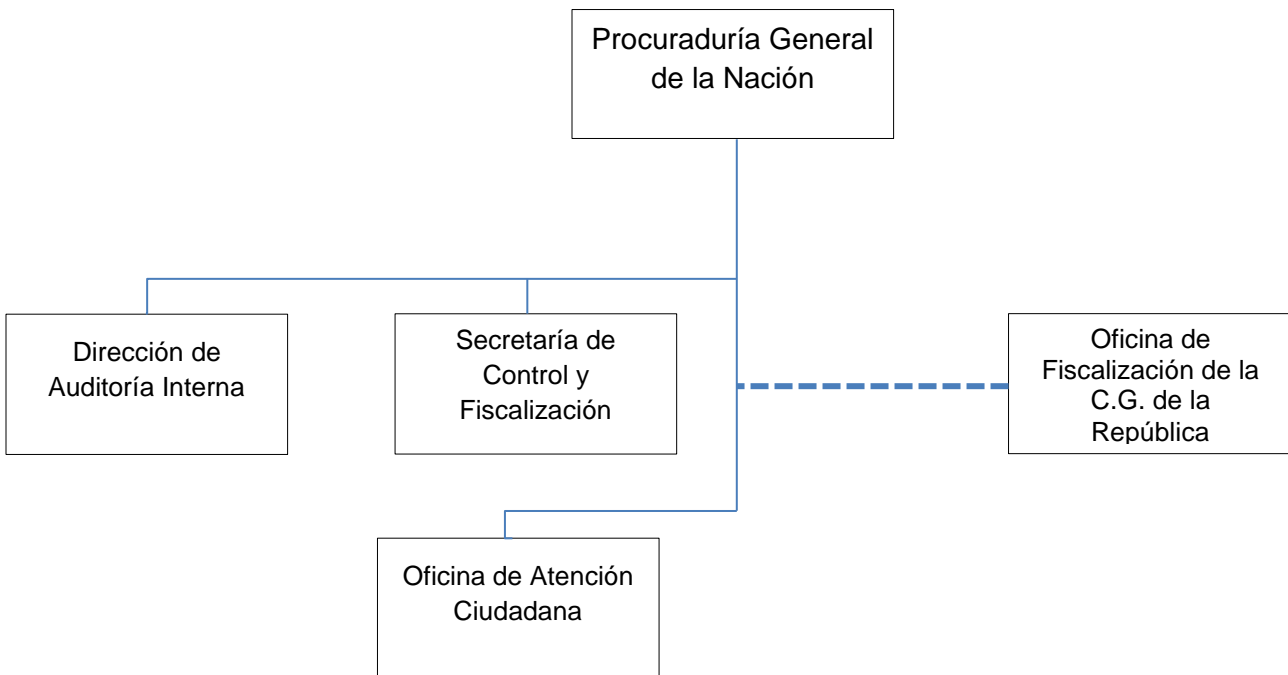 Procuraduría General
de la Nación
Dirección de
Auditoría Interna
Secretaría de
Control y
Fiscalización
Oficina de
Fiscalización de la
C.G. de la
República
Oficina de Atención
Ciudadana